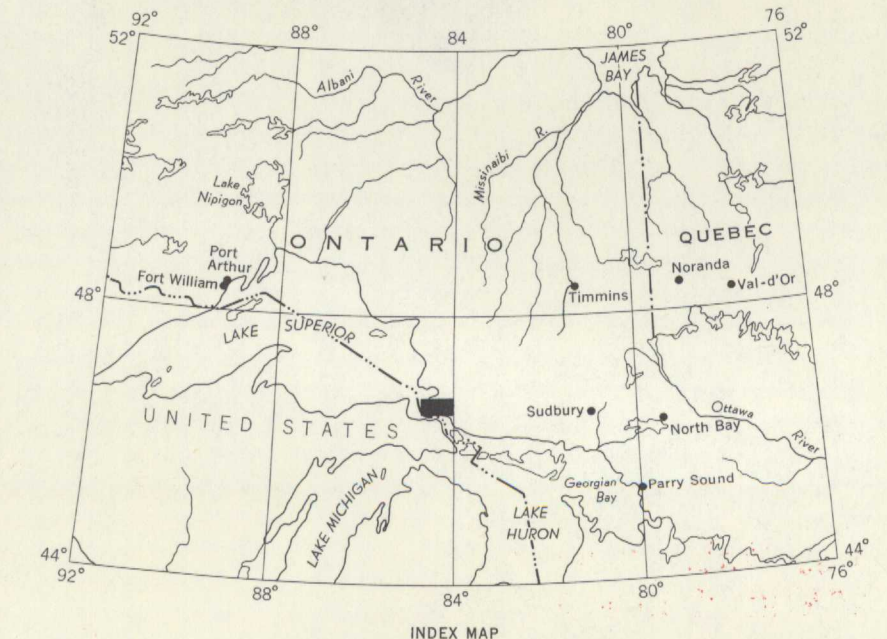 92°
88°
80°
76
52°
84
52°
JAMES
BAY
Albani River
Missinaibi R.
Lake
Nipigon
ONTARIO
QUEBEC
Port
Arthur
Fort William
Noranda
Timmins
Val-d'Or
48°
48°
LAKE SUPERIOR
UNITED STATES
Sudbury
North Bay
Ottawa River
Georgian
Bay
Parry Sound
LAKE MICHIGAN
LAKE
HURON
44°
44°
92°
88°
84°
80°
76°
INDEX MAP